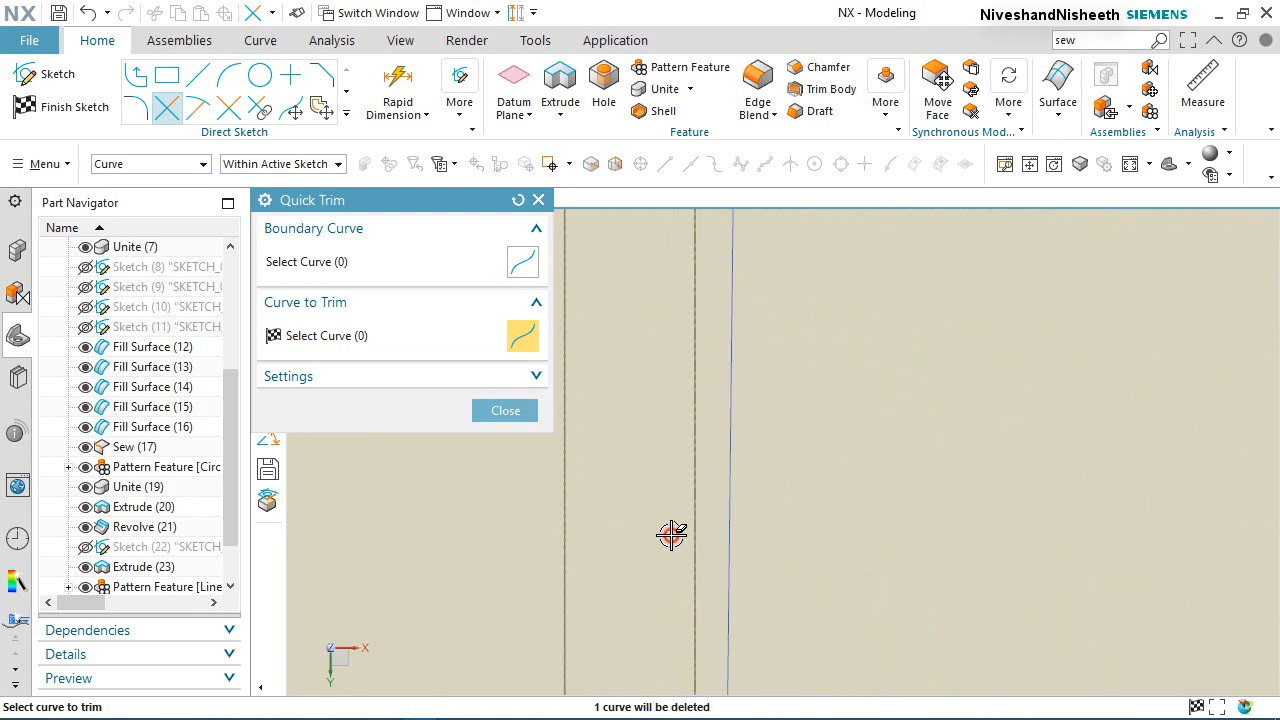 NX
Switch Window
Window
NX - Modeling
NiveshandNisheeth
SIEMENS
File
Home
Assemblies
Curve
Analysis
View
Render
Tools
Application
sew
Sketch
Finish Sketch
Direct Sketch
Rapid Dimension
More
Datum Plane
Extrude
Hole
Pattern Feature
Unite
Shell
Edge Blend
Chamfer
Trim Body
Draft
More
Feature
Move Face
More
Synchronous Mod...
Surface
Assemblies
Measure
Analysis
Menu
Curve
Within Active Sketch
Part Navigator
Name
Unite (7)
Sketch (8) "SKETCH_0
Sketch (9) "SKETCH_0
Sketch (10) "SKETCH_
Sketch (11) "SKETCH_
Fill Surface (12)
Fill Surface (13)
Fill Surface (14)
Fill Surface (15)
Fill Surface (16)
Sew (17)
Pattern Feature [Circ
Unite (19)
Extrude (20)
Revolve (21)
Sketch (22) "SKETCH_
Extrude (23)
Pattern Feature [Line
Dependencies
Details
Preview
Quick Trim
Boundary Curve
Select Curve (0)
Curve to Trim
Select Curve (0)
Settings
Close
Z
X
Y
Select curve to trim
1 curve will be deleted